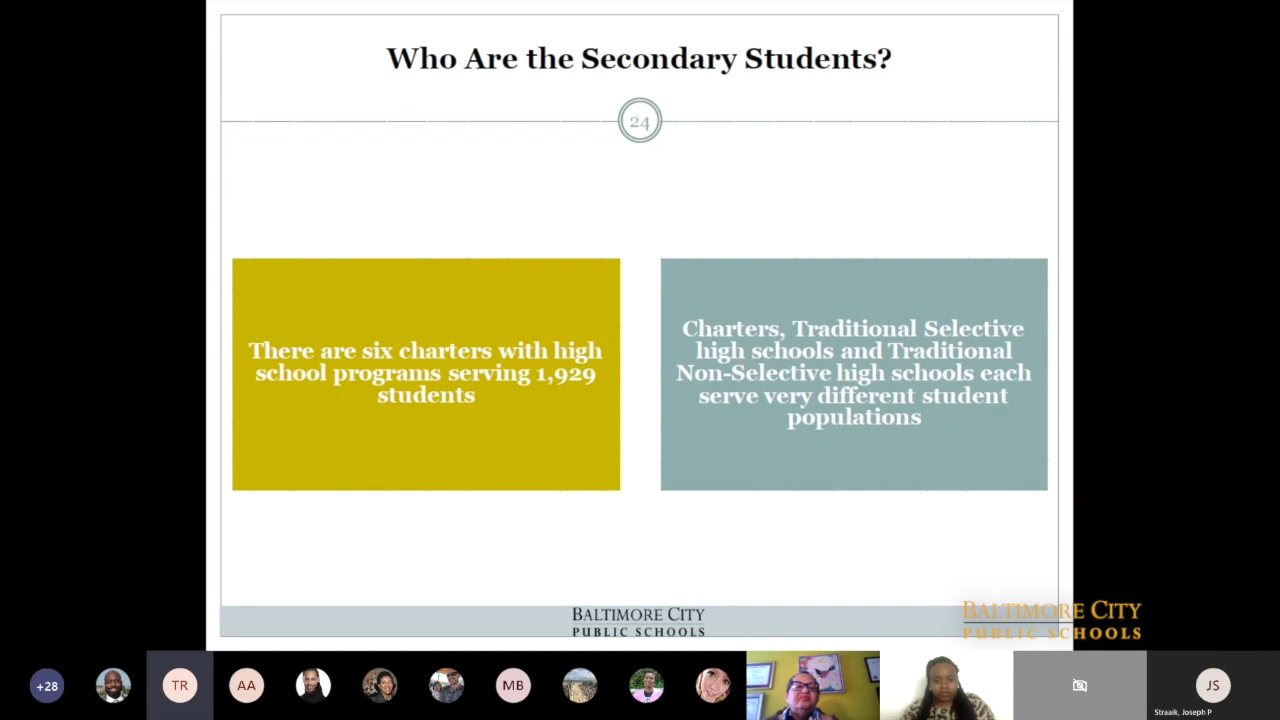 Who Are the Secondary Students?
24
There are six charters with high
school programs serving 1,929
students
Charters, Traditional Selective
high schools and Traditional
Non-Selective high schools each
serve very different student
populations
BALTIMORE CITY
PUBLIC SCHOOLS
BALTIMORE CITY
PUBLIC SCHOOLS
+28
TR
AA
MB
JS
Straaik, Joseph P